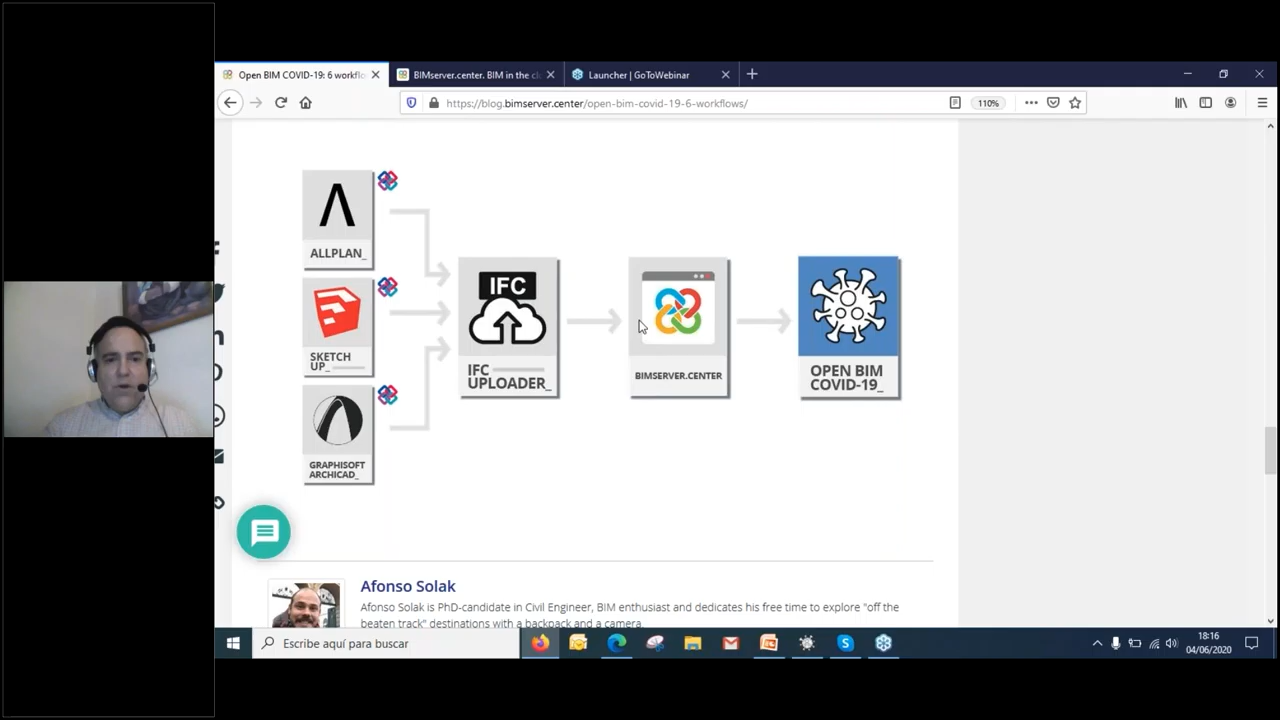 Open BIM COVID-19: 6 workflo
BIMserver.center. BIM in the cl
Launcher | GoToWebinar
https://blog.bimserver.center/open-bim-covid-19-6-workflows/
110%
ALLPLAN_
SKETCH
UP_
GRAPHISOFT
ARCHICAD_
IFC
IFC
UPLOADER_
BIMSERVER.CENTER
OPEN BIM
COVID-19_
Afonso Solak
Afonso Solak is PhD-candidate in Civil Engineer, BIM enthusiast and dedicates his free time to explore "off the
beaten track" destinations with a backpack and a camera
Escribe aquí para buscar
18:16
04/06/2020